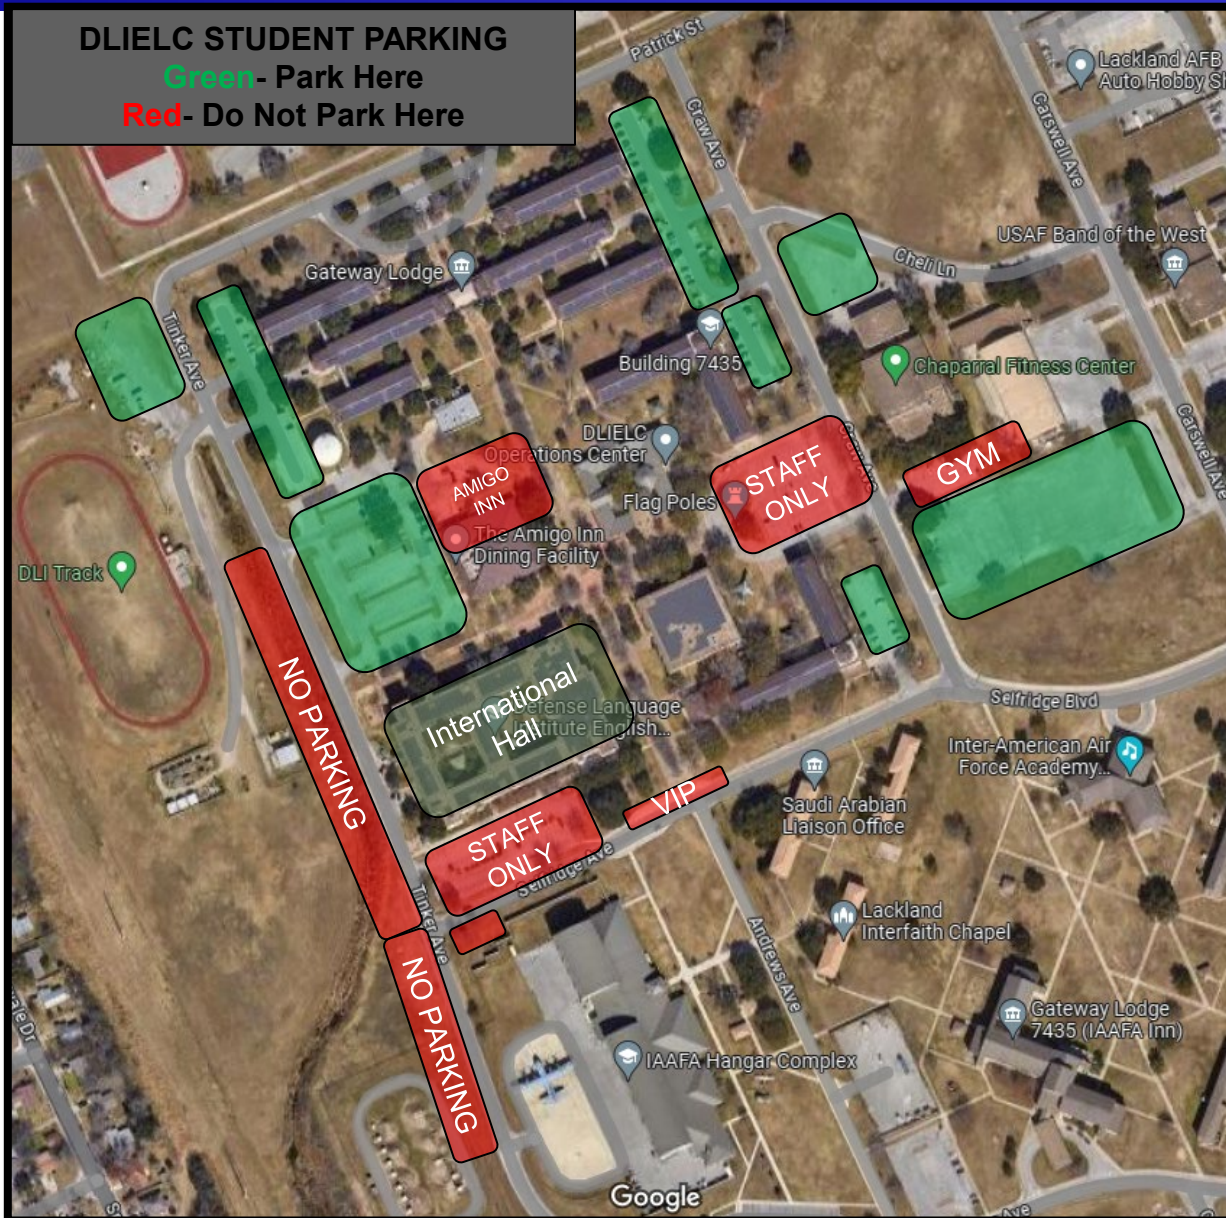 DLIELC STUDENT PARKING
Green- Park Here
Red- Do Not Park Here
Patrick St
Craw Ave
Carswell Ave
Lackland AFB
Auto Hobby
USAF Band of the West
Cheli Ln
Gateway Lodge
Tinker Ave
Building 7435
Chaparral Fitness Center
Carswell Ave
DLIELC
Operations Center
Flag Poles
STAFF
ONLY
GYM
AMIGO
INN
The Amigo Inn
Dining Facility
DLI Track
NO PARKING
International
Hall
Defense Language
Institute English...
Selfridge Blvd
Inter-American Air
Force Academy...
VIP
Saudi Arabian
Liaison Office
STAFF
ONLY
Selfridge Ave
Tinker Ave
Lackland
Interfaith Chapel
Andrews Ave
NO PARKING
Gateway Lodge
7435 (IAAFA Inn)
IAAFA Hangar Complex
Google
Ave